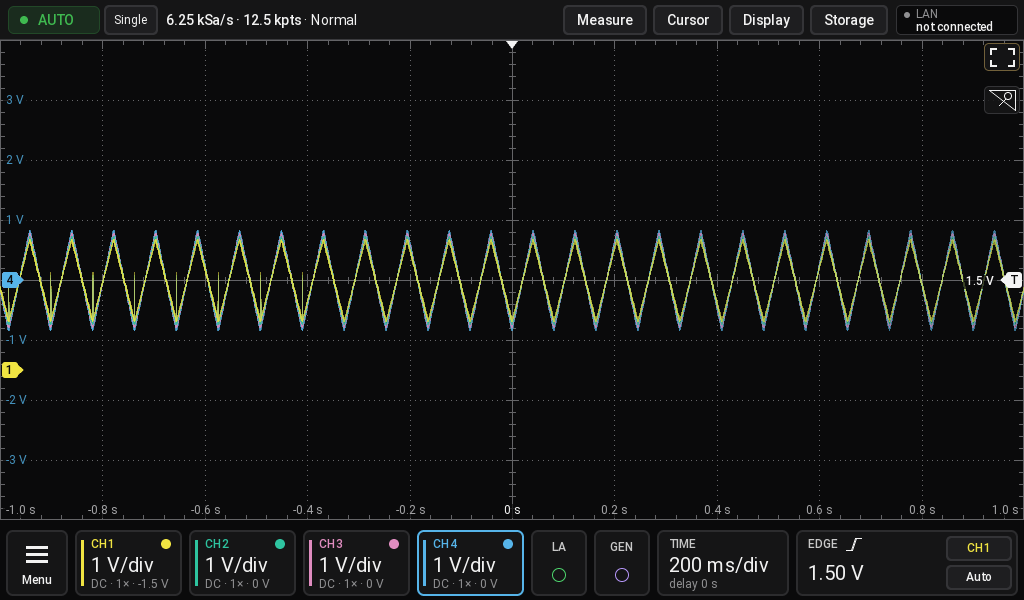 AUTO
Single
6.25 kSa/s · 12.5 kpts · Normal
Measure
Cursor
Display
Storage
LAN
not connected
3 V
2 V
1 V
4
1.5 V
T
-1 V
1
-2 V
-3 V
-1.0 s
-0.8 s
-0.6 s
-0.4 s
-0.2 s
0 s
0.2 s
0.4 s
0.6 s
0.8 s
1.0 s
Menu
CH1
1 V/div
DC · 1× · -1.5 V
CH2
1 V/div
DC · 1× · 0 V
CH3
1 V/div
DC · 1× · 0 V
CH4
1 V/div
DC · 1× · 0 V
LA
GEN
TIME
200 ms/div
delay 0 s
EDGE
1.50 V
CH1
Auto